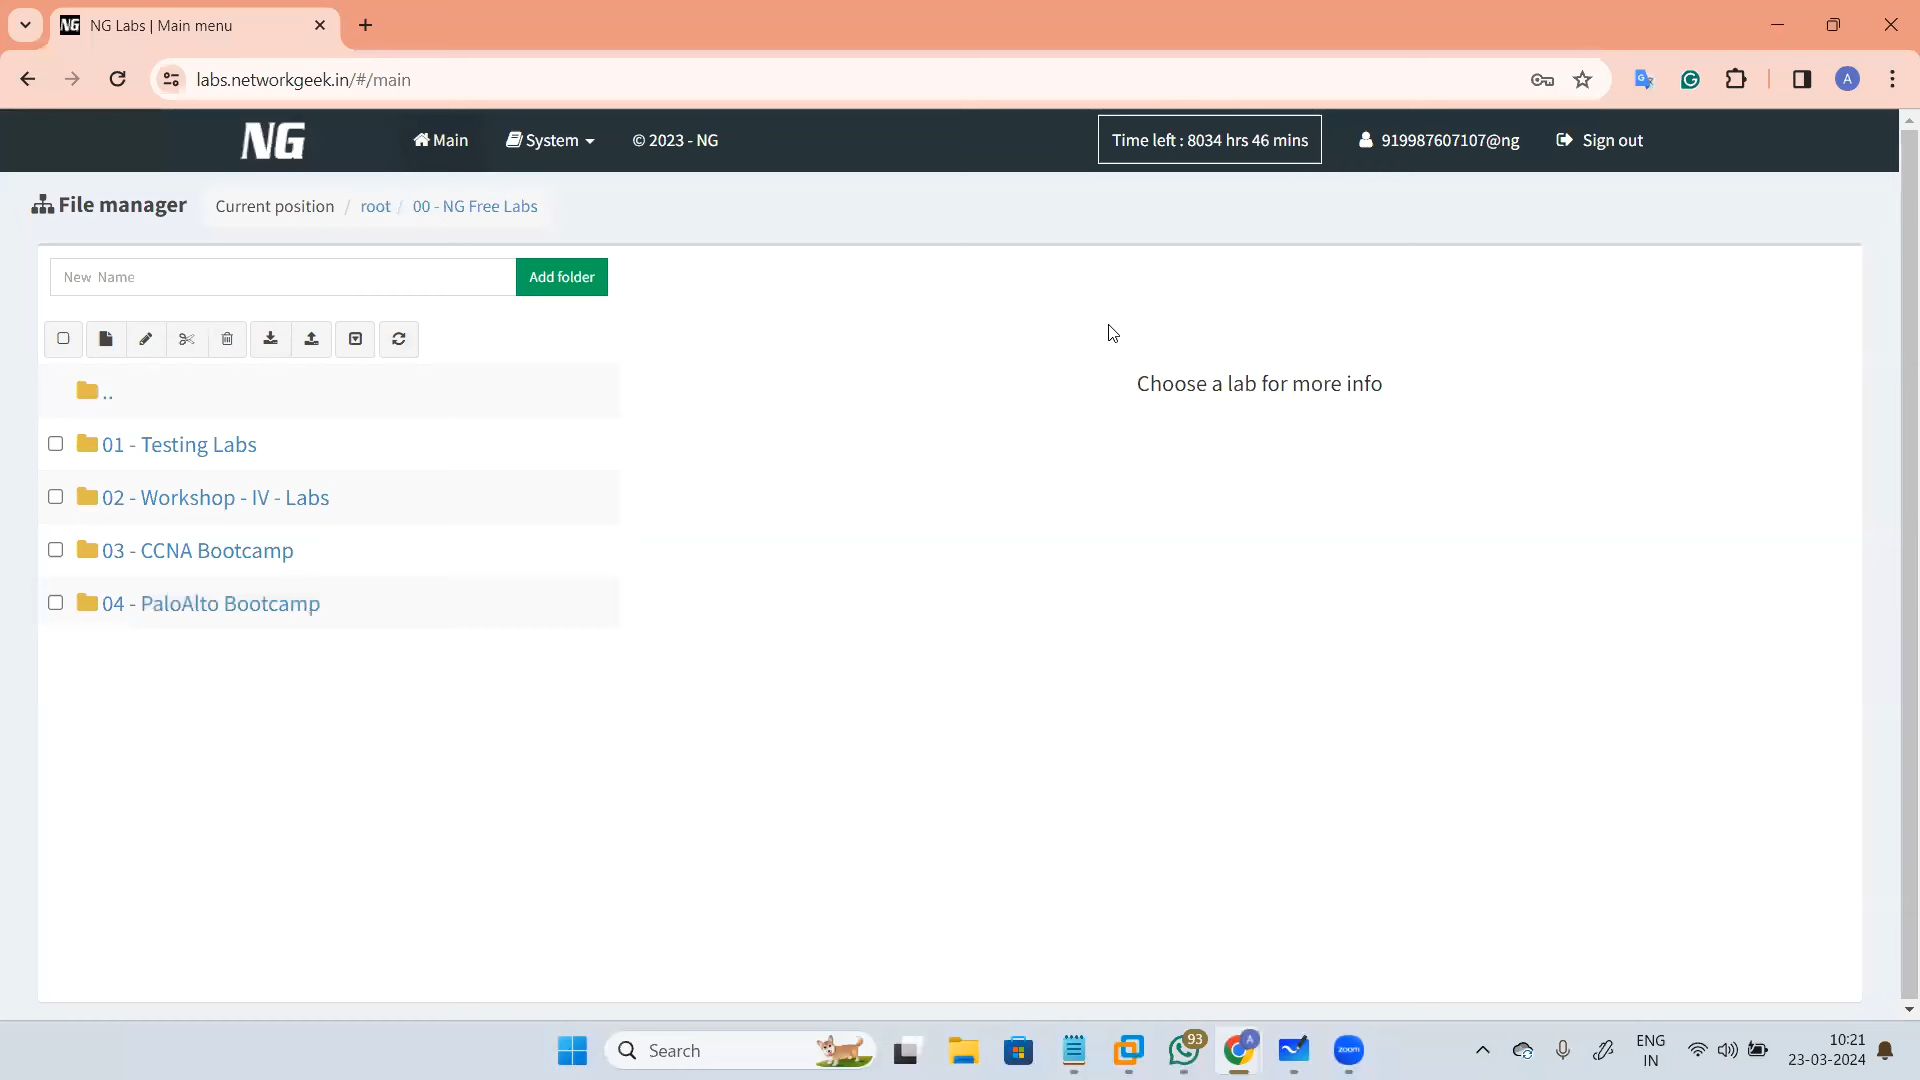 NG Labs | Main menu
labs.networkgeek.in/#/main
NG Main System © 2023 - NG Time left : 8034 hrs 46 mins 919987607107@ng Sign out
File manager Current position / root / 00 - NG Free Labs
New Name Add folder
..
Choose a lab for more info
01 - Testing Labs
02 - Workshop - IV - Labs
03 - CCNA Bootcamp
04 - PaloAlto Bootcamp
Search 93 A zoom ENG IN 10:21
23-03-2024